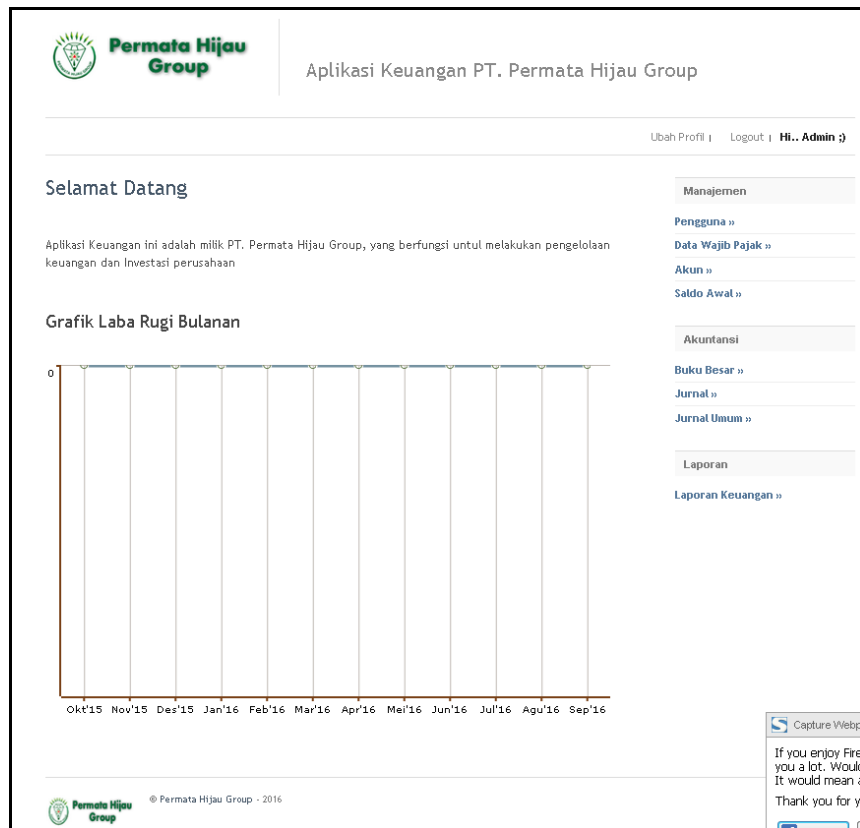 Permata Hijau
Group
Aplikasi Keuangan PT. Permata Hijau Group
Ubah Profil | Logout | Hi.. Admin ;)
Selamat Datang
Aplikasi Keuangan ini adalah milik PT. Permata Hijau Group, yang berfungsi untul melakukan pengelolaan
keuangan dan Investasi perusahaan
Grafik Laba Rugi Bulanan
0
Okt'15 Nov'15 Des'15 Jan'16 Feb'16 Mar'16 Apr'16 Mei'16 Jun'16 Jul'16 Agu'16 Sep'16
Manajemen
Pengguna »
Data Wajib Pajak »
Akun »
Saldo Awal »
Akuntansi
Buku Besar »
Jurnal »
Jurnal Umum »
Laporan
Laporan Keuangan »
Capture Webp
If you enjoy Fire
you a lot. Would
It would mean a
Thank you for y
Permata Hijau
Group
© Permata Hijau Group - 2016